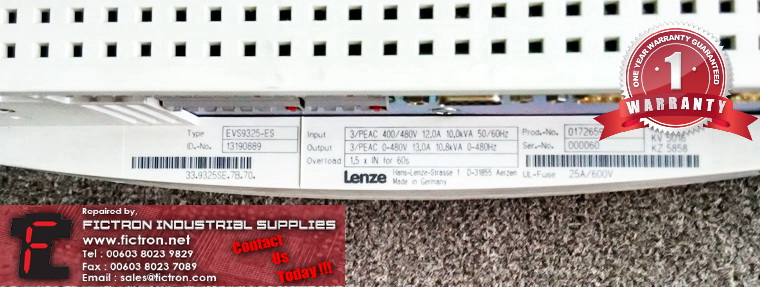 ONE YEAR WARRANTY GUARANTEED
1
WARRANTY
Type EVS9325-ES
ID.-No. 13190889
33.9325SE.7B.70.
Input 3/PEAC 400/480V 12,0A 10,0kVA 50/60Hz
Output 3/PEAC 0-480V 13,0A 10,8kVA 0-480Hz
Overload 1,5 x IN for 60s
Lenze Hans-Lenze-Strasse 1 D-31855 Aerzen
Made in Germany
Prod.-No. 0172659
Ser.-No. 000060
KZ 5858
UL-Fuse 25A/600V
Repaired by,
FICTRON INDUSTRIAL SUPPLIES
www.fictron.net
Tel : 00603 8023 9829
Fax : 00603 8023 7089
Email : sales@fictron.com
Contact
Us
Today !!!